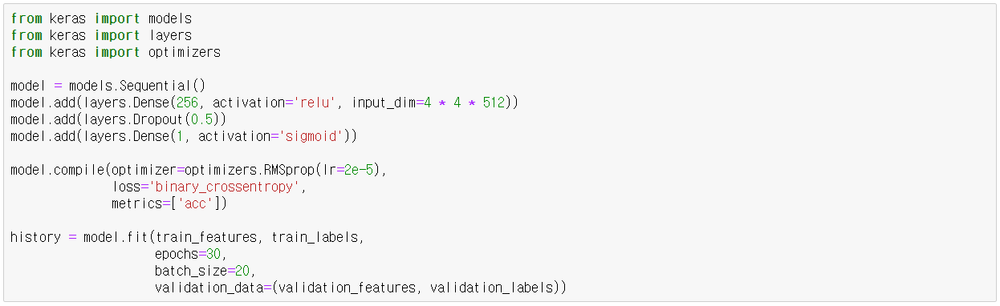 from keras import models
from keras import layers
from keras import optimizers

model = models.Sequential()
model.add(layers.Dense(256, activation='relu', input_dim=4 * 4 * 512))
model.add(layers.Dropout(0.5))
model.add(layers.Dense(1, activation='sigmoid'))

model.compile(optimizer=optimizers.RMSprop(lr=2e-5),
              loss='binary_crossentropy',
              metrics=['acc'])

history = model.fit(train_features, train_labels,
                    epochs=30,
                    batch_size=20,
                    validation_data=(validation_features, validation_labels))